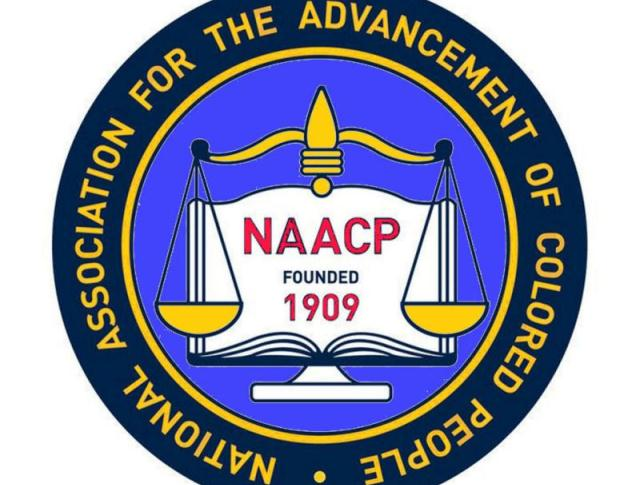 NATIONAL ASSOCIATION FOR THE ADVANCEMENT OF COLORED PEOPLE •
NAACP
FOUNDED
1909